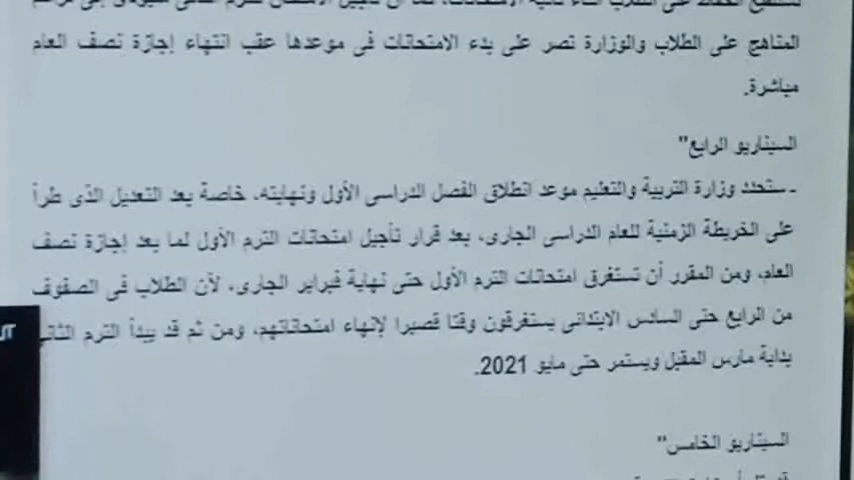 المناهج على الطلاب والوزارة تصر على بدء الامتحانات فى موعدها عقب انتهاء إجازة نصف العام
مباشرة.
السيناريو الرابع"
- ستحدد وزارة التربية والتعليم موعد انطلاق الفصل الدراسى الأول ونهايته، خاصة بعد التعديل الذى طرأ
على الخريطة الزمنية للعام الدراسى الجارى، بعد قرار تأجيل امتحانات الترم الأول لما بعد إجازة نصف
العام، ومن المقرر أن تستغرق امتحانات الترم الأول حتى نهاية فبراير الجارى، لأن الطلاب فى الصفوف
من الرابع حتى السادس الابتدائى يستغرقون وقتا قصيرا لإنهاء امتحاناتهم، ومن ثم قد يبدأ الترم الثانى
بداية مارس المقبل ويستمر حتى مايو 2021.
السيناريو الخامس"